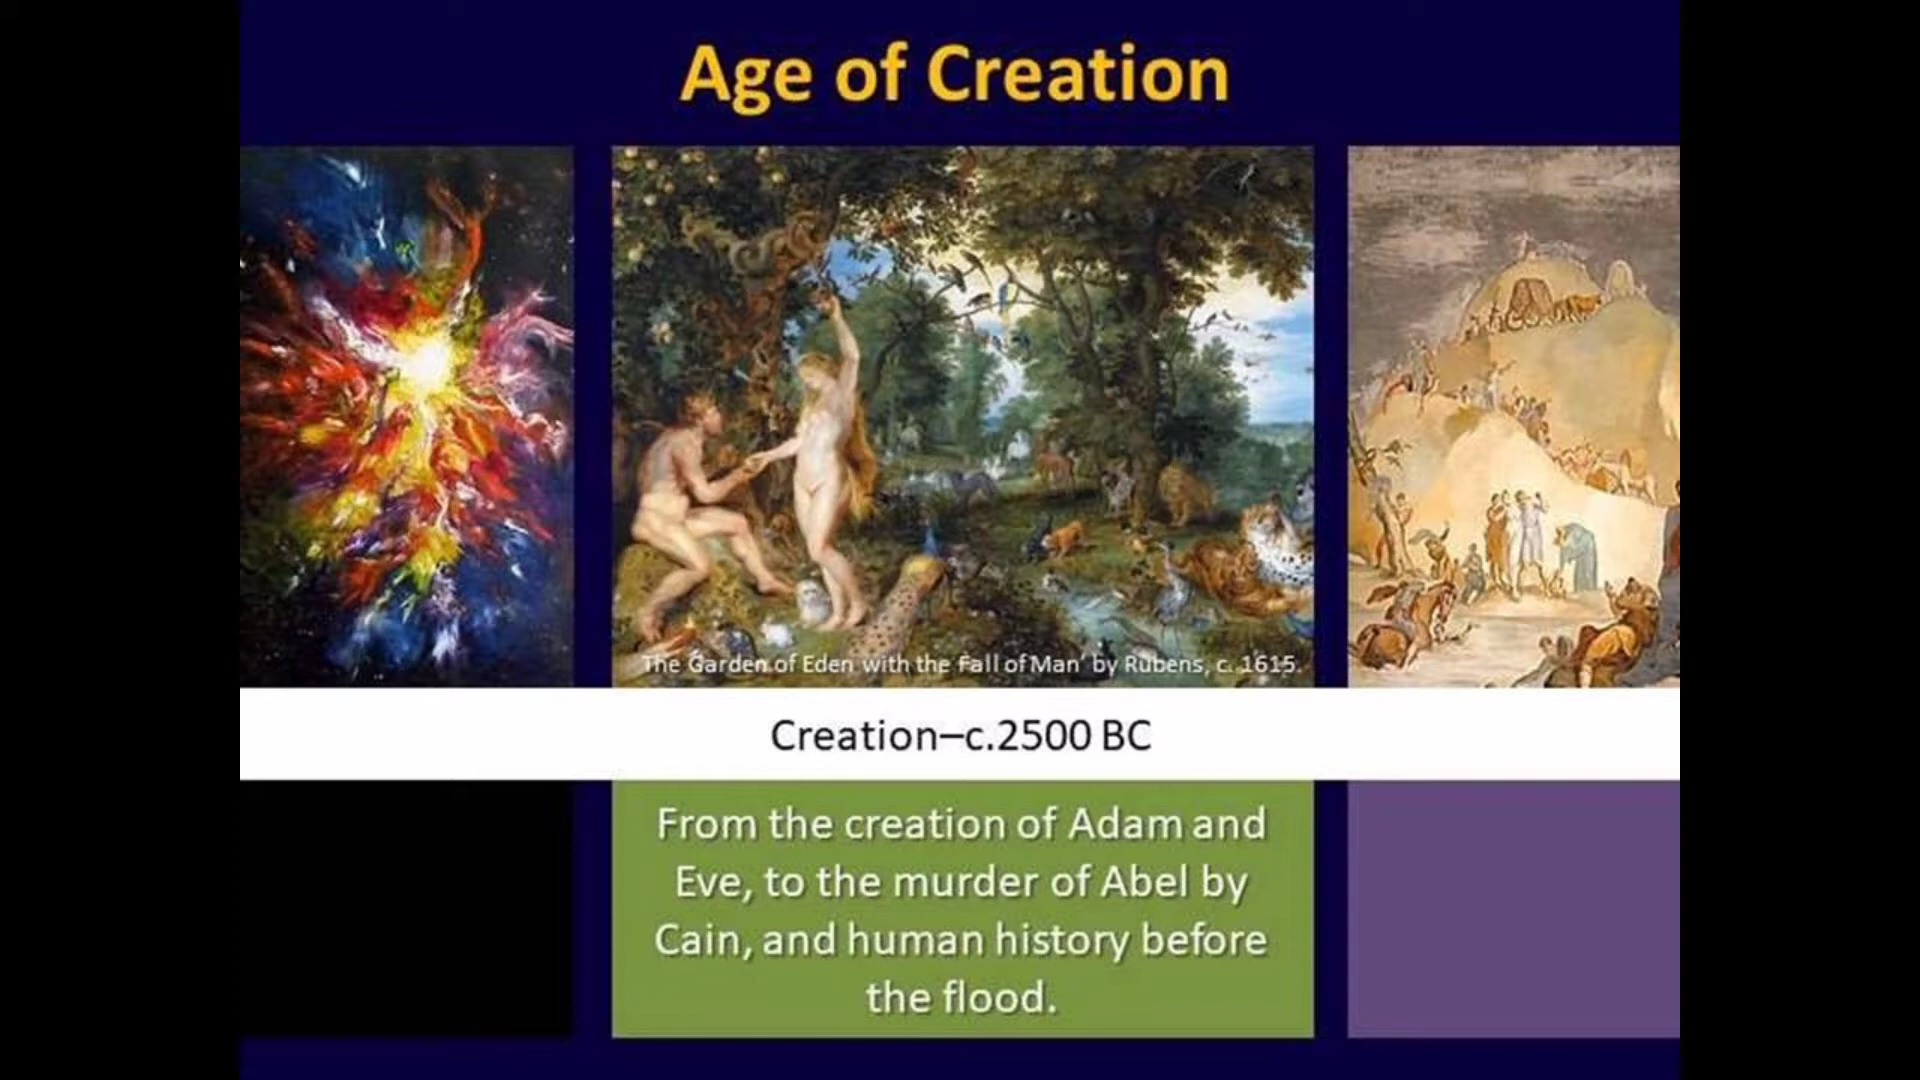 Age of Creation
The Garden of Eden with the Fall of Man' by Rubens, c. 1615.
Creation–c.2500 BC
From the creation of Adam and
Eve, to the murder of Abel by
Cain, and human history before
the flood.